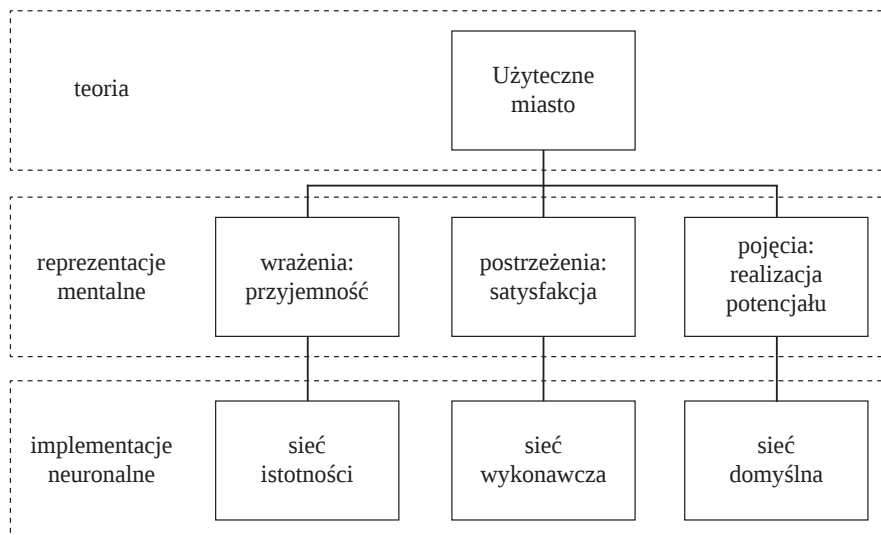 teoria
Użyteczne
miasto
reprezentacje
mentalne
wrażenia:
przyjemność
postrzeżenia:
satysfakcja
pojęcia:
realizacja
potencjału
implementacje
neuronalne
sieć
istotności
sieć
wykonawcza
sieć
domyślna